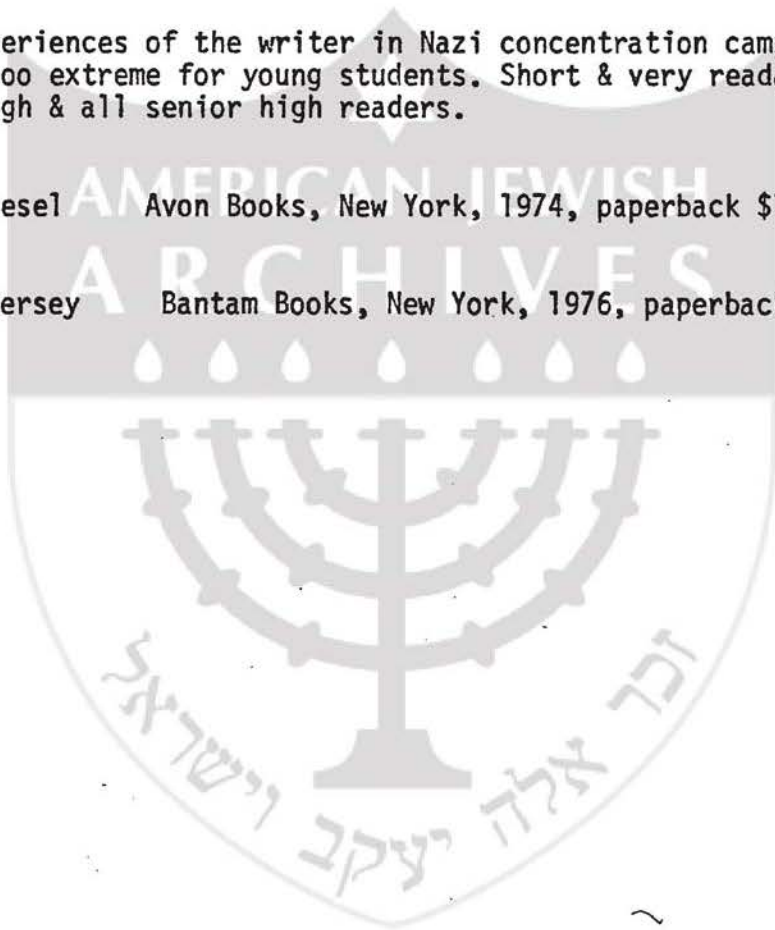 eriences of the writer in Nazi concentration cam
oo extreme for young students. Short & very reada
gh & all senior high readers.
esel Avon Books, New York, 1974, paperback $
AMERICAN JEWISH
ARCHIVES
ersey Bantam Books, New York, 1976, paperbac
זכר אלה יעקב וישראל